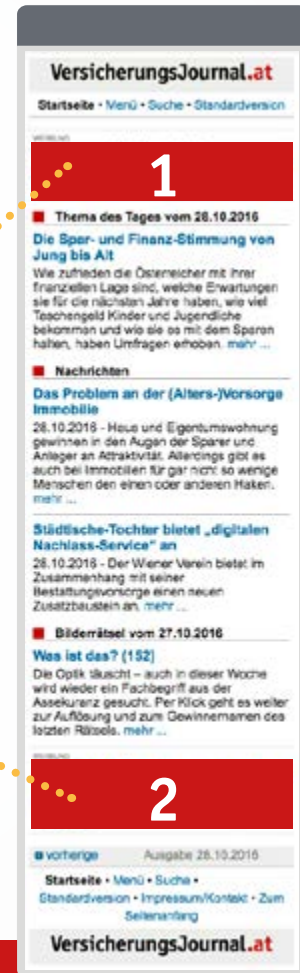 VersicherungsJournal.at
Startseite • Menü • Suche • Standardversion
WERBUNG
1
Thema des Tages vom 28.10.2016
Die Spar- und Finanz-Stimmung von
Jung bis Alt
Wie zufrieden die Österreicher mit ihrer
finanziellen Lage sind, welche Erwartungen
sie für die nächsten Jahre haben, wie viel
Taschengeld Kinder und Jugendliche
bekommen und wie sie es mit dem Sparen
halten, haben Umfragen erhoben. mehr ...
Nachrichten
Das Problem an der (Alters-)Vorsorge
Immobilie
28.10.2016 - Haus und Eigentumswohnung
gewinnen in den Augen der Sparer und
Anleger an Attraktivität. Allerdings gibt es
auch bei Immobilien für gar nicht so wenige
Menschen den einen oder anderen Haken.
mehr ...
Städtische-Tochter bietet „digitalen
Nachlass-Service“ an
28.10.2016 - Der Wiener Verein bietet im
Zusammenhang mit seiner
Bestattungsvorsorge einen neuen
Zusatzbaustein an. mehr ...
Bilderrätsel vom 27.10.2016
Was ist das? (152)
Die Optik täuscht – auch in dieser Woche
wird wieder ein Fachbegriff aus der
Assekuranz gesucht. Per Klick geht es weiter
zur Auflösung und zum Gewinnernamen des
letzten Rätsels. mehr ...
WERBUNG
2
vorherige Ausgabe 28.10.2016
Startseite • Menü • Suche •
Standardversion • Impressum/Kontakt • Zum
Seitenanfang
VersicherungsJournal.at